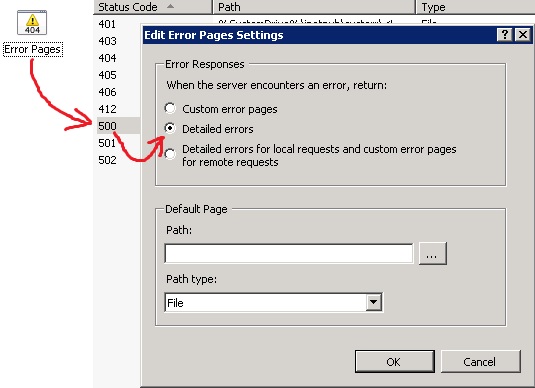 Status Code Path Type
401 File
404
Error Pages
403
404
405
406
412
500
501
502
Edit Error Pages Settings
Error Responses
When the server encounters an error, return:
Custom error pages
Detailed errors
Detailed errors for local requests and custom error pages
for remote requests
Default Page
Path:
...
Path type:
File
OK
Cancel